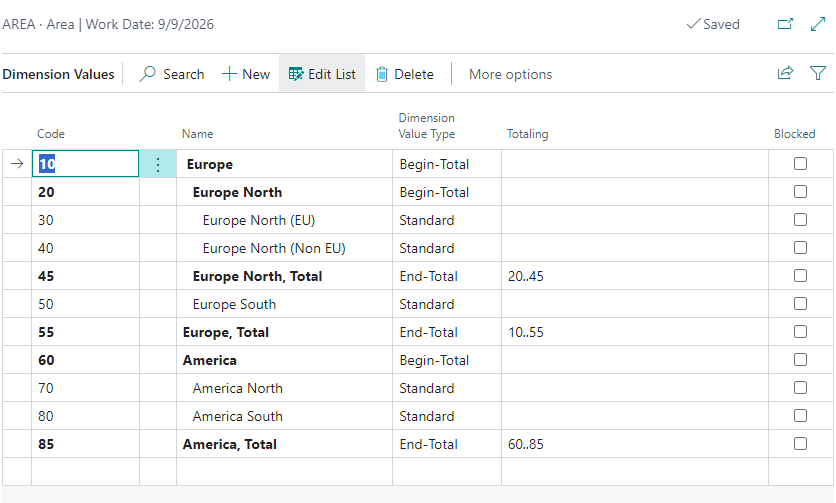 AREA · Area | Work Date: 9/9/2026 Saved
Dimension Values Search New Edit List Delete More options
Code Name Dimension Value Type Totaling Blocked
10 Europe Begin-Total
20 Europe North Begin-Total
30 Europe North (EU) Standard
40 Europe North (Non EU) Standard
45 Europe North, Total End-Total 20..45
50 Europe South Standard
55 Europe, Total End-Total 10..55
60 America Begin-Total
70 America North Standard
80 America South Standard
85 America, Total End-Total 60..85